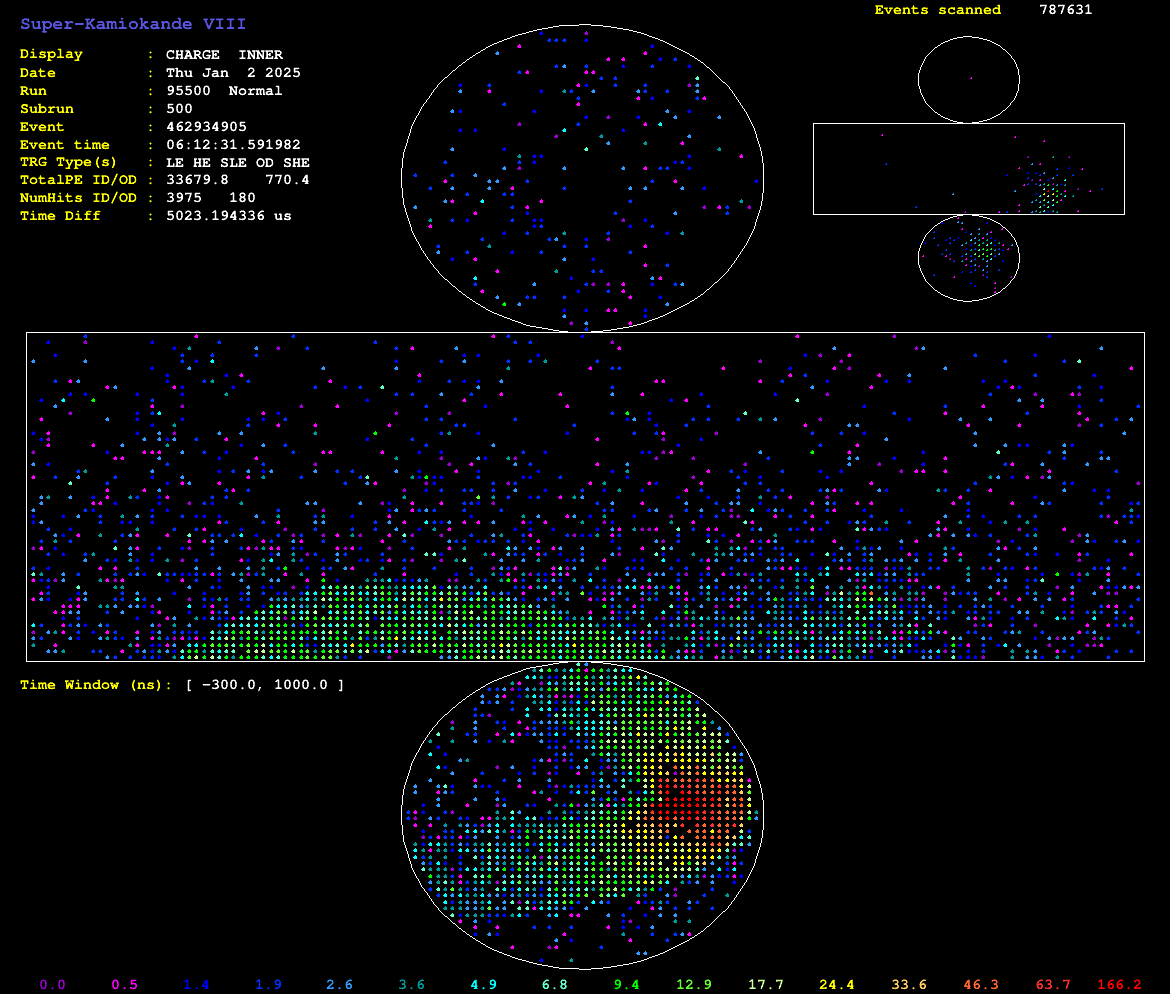 Super-Kamiokande VIII
Events scanned 787631
Display : CHARGE INNER
Date : Thu Jan 2 2025
Run : 95500 Normal
Subrun : 500
Event : 462934905
Event time : 06:12:31.591982
TRG Type(s) : LE HE SLE OD SHE
TotalPE ID/OD : 33679.8 770.4
NumHits ID/OD : 3975 180
Time Diff : 5023.194336 us
Time Window (ns): [ −300.0, 1000.0 ]
0.0 0.5 1.4 1.9 2.6 3.6 4.9 6.8 9.4 12.9 17.7 24.4 33.6 46.3 63.7 166.2